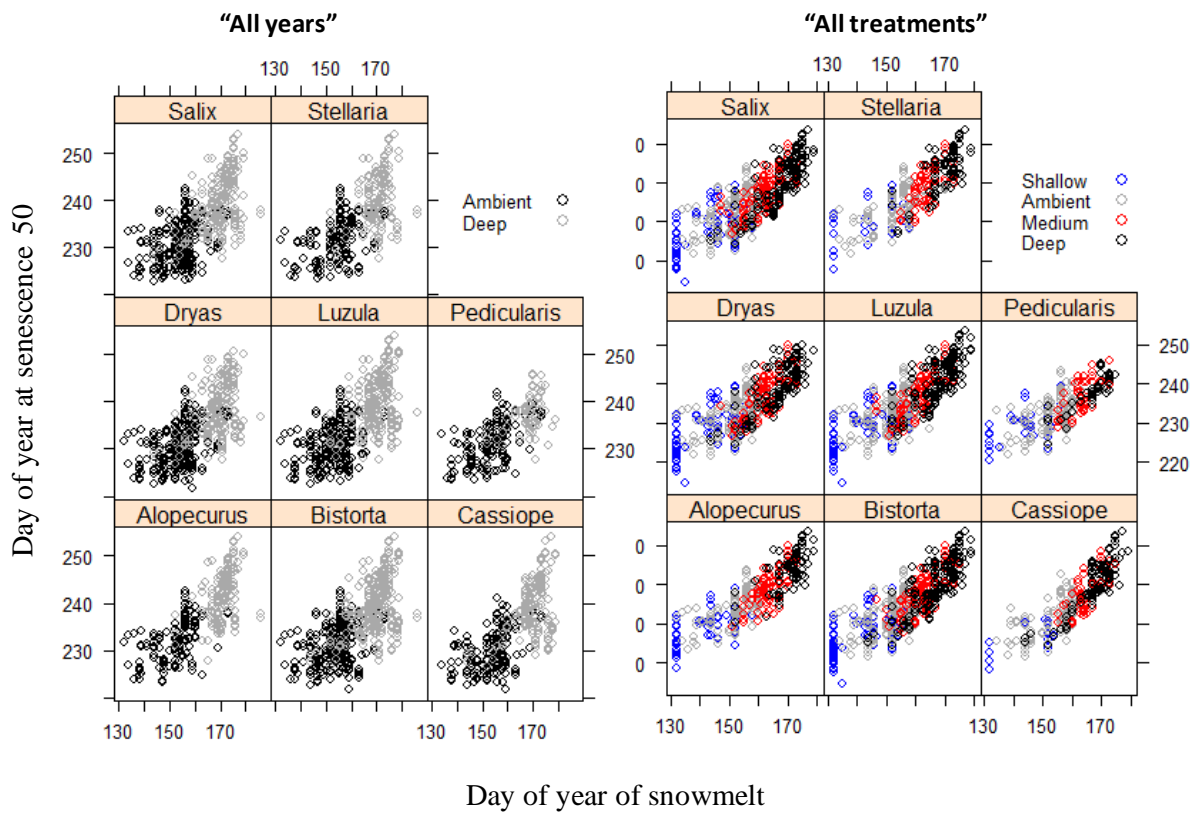 “All years”
“All treatments”
130 150 170
130 150 170
Salix Stellaria
Salix Stellaria
250
240
230
0
0
0
0
Ambient
Deep
Shallow
Ambient
Medium
Deep
Day of year at senescence 50
Dryas Luzula Pedicularis
Dryas Luzula Pedicularis
250
240
230
250
240
230
220
Alopecurus Bistorta Cassiope
Alopecurus Bistorta Cassiope
250
240
230
0
0
0
0
130 150 170
130 150 170
130 150 170
130 150 170
Day of year of snowmelt